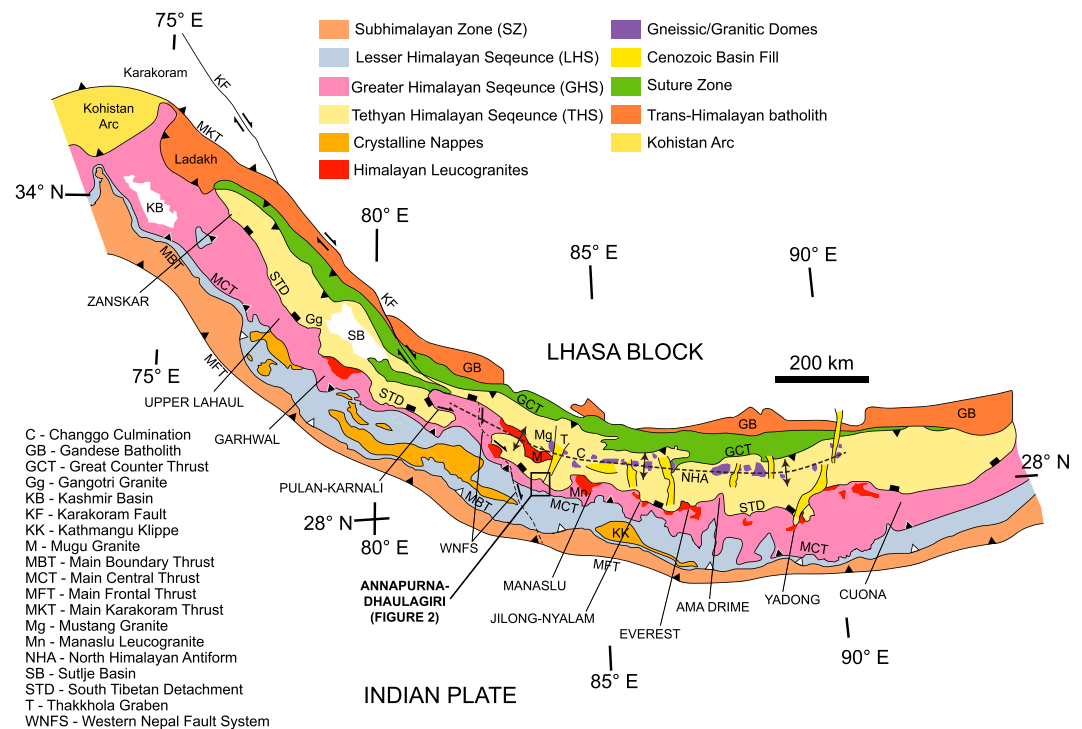 75° E
Karakoram
KF
Kohistan
Arc
MKT
Ladakh
34° N
KB
MBT
MCT
STD
Gg
SB
KF
ZANSKAR
80° E
85° E
90° E
Subhimalayan Zone (SZ)
Lesser Himalayan Seqeunce (LHS)
Greater Himalayan Seqeunce (GHS)
Tethyan Himalayan Seqeunce (THS)
Crystalline Nappes
Himalayan Leucogranites
Gneissic/Granitic Domes
Cenozoic Basin Fill
Suture Zone
Trans-Himalayan batholith
Kohistan Arc
LHASA BLOCK
200 km
75° E
MFT
UPPER LAHAUL
GARHWAL
PULAN-KARNALI
GB
STD
GCT
Mg
T
M
C
Mn
NHA
GCT
GB
GB
STD
MCT
MCT
MBT
KK
MFT
28° N
28° N
80° E
WNFS
ANNAPURNA-
DHAULAGIRI
(FIGURE 2)
MANASLU
JILONG-NYALAM
EVEREST
AMA DRIME
YADONG
CUONA
85° E
90° E
INDIAN PLATE
C - Changgo Culmination
GB - Gandese Batholith
GCT - Great Counter Thrust
Gg - Gangotri Granite
KB - Kashmir Basin
KF - Karakoram Fault
KK - Kathmangu Klippe
M - Mugu Granite
MBT - Main Boundary Thrust
MCT - Main Central Thrust
MFT - Main Frontal Thrust
MKT - Main Karakoram Thrust
Mg - Mustang Granite
Mn - Manaslu Leucogranite
NHA - North Himalayan Antiform
SB - Sutlje Basin
STD - South Tibetan Detachment
T - Thakkhola Graben
WNFS - Western Nepal Fault System